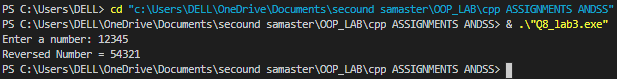 PS C:\Users\DELL> cd "c:\Users\DELL\OneDrive\Documents\secound samaster\OOP_LAB\cpp ASSIGNMENTS ANDSS"
PS C:\Users\DELL\OneDrive\Documents\secound samaster\OOP_LAB\cpp ASSIGNMENTS ANDSS> & .\"Q8_lab3.exe"
Enter a number: 12345
Reversed Number = 54321
PS C:\Users\DELL\OneDrive\Documents\secound samaster\OOP_LAB\cpp ASSIGNMENTS ANDSS>